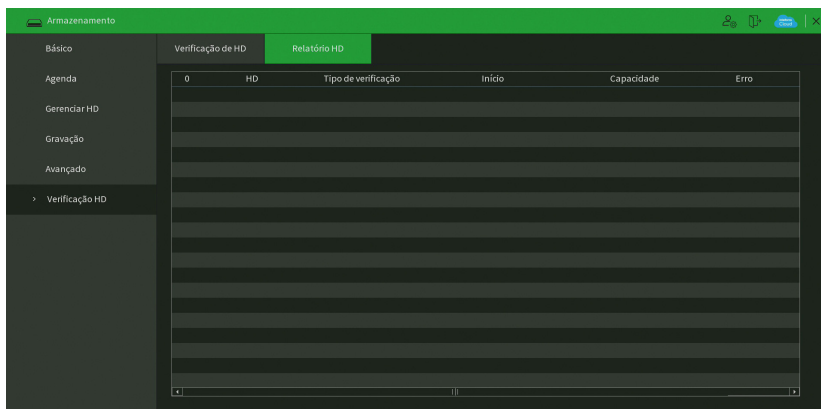 Armazenamento
Cloud
Básico
Verificação de HD
Relatório HD
Agenda
0 HD Tipo de verificação Início Capacidade Erro
Gerenciar HD
Gravação
Avançado
Verificação HD